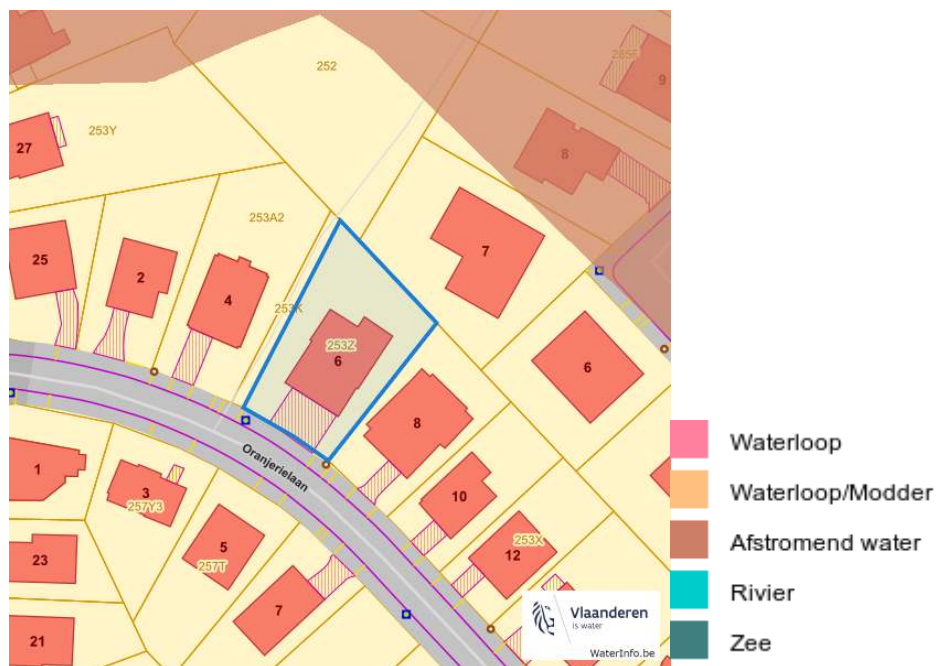 252
265F
9
253Y
27
8
253A2
25
2
7
4
253K
253Z
6
6
8
Oranjerielaan
1
3
257Y3
10
5
257T
253X
12
23
7
21
Vlaanderen
is water
WaterInfo.be
Waterloop
Waterloop/Modder
Afstromend water
Rivier
Zee